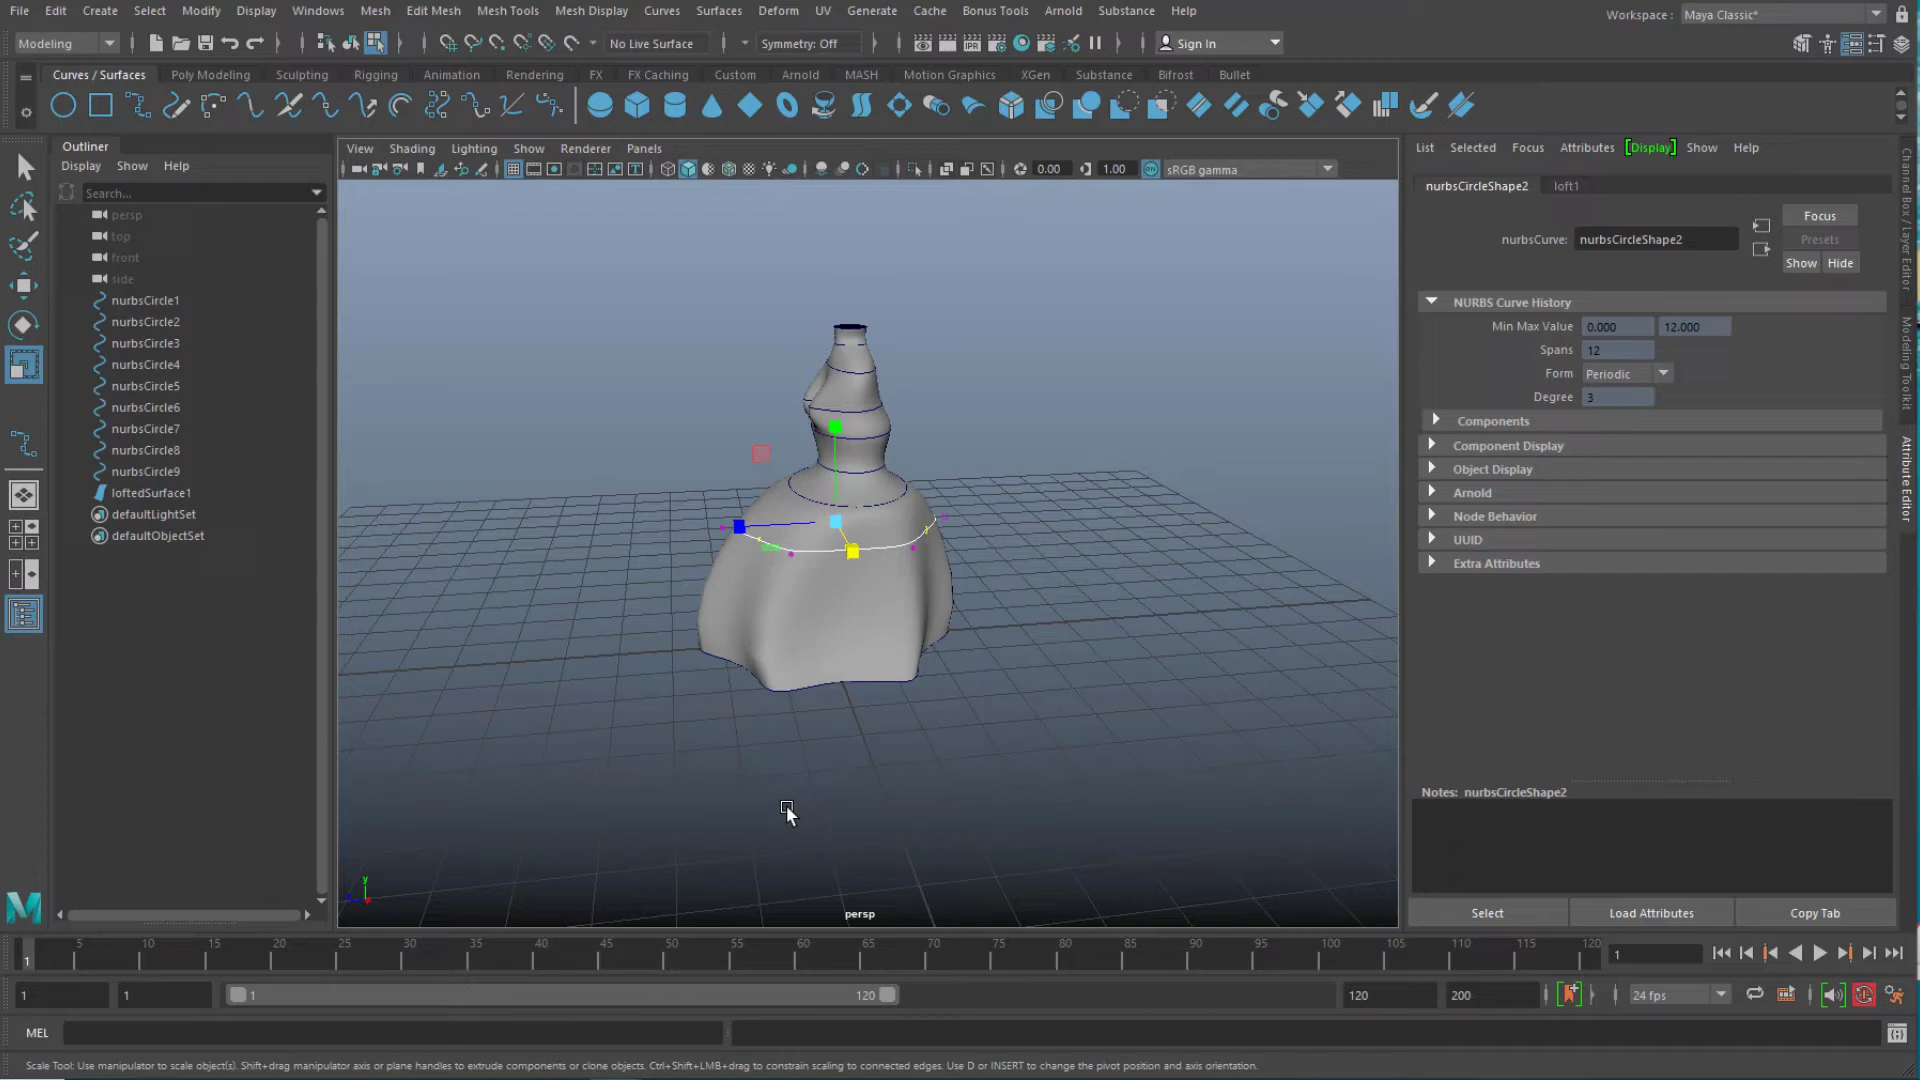 File Edit Create Select Modify Display Windows Mesh Edit Mesh Mesh Tools Mesh Display Curves Surfaces Deform UV Generate Cache Bonus Tools Arnold Substance Help
Workspace : Maya Classic*
Modeling No Live Surface Symmetry: Off Sign In
Curves / Surfaces Poly Modeling Sculpting Rigging Animation Rendering FX FX Caching Custom Arnold MASH Motion Graphics XGen Substance Bifrost Bullet
IPR
Outliner
Display Show Help
Search...
persp
top
front
side
nurbsCircle1
nurbsCircle2
nurbsCircle3
nurbsCircle4
nurbsCircle5
nurbsCircle6
nurbsCircle7
nurbsCircle8
nurbsCircle9
loftedSurface1
defaultLightSet
defaultObjectSet
View Shading Lighting Show Renderer Panels
0.00 1.00 sRGB gamma
y
persp
List Selected Focus Attributes [Display] Show Help
nurbsCircleShape2 loft1
Focus
nurbsCurve: nurbsCircleShape2
Presets
Show Hide
NURBS Curve History
Min Max Value 0.000 12.000
Spans 12
Form Periodic
Degree 3
Components
Component Display
Object Display
Arnold
Node Behavior
UUID
Extra Attributes
Notes: nurbsCircleShape2
Select Load Attributes Copy Tab
Channel Box / Layer Editor
Modeling Toolkit
Attribute Editor
5 10 15 20 25 30 35 40 45 50 55 60 65 70 75 80 85 90 95 100 105 110 115 120
1 1
1 1 1 120 120 200 24 fps
MEL
Scale Tool: Use manipulator to scale object(s). Shift+drag manipulator axis or plane handles to extrude components or clone objects. Ctrl+Shift+LMB+drag to constrain scaling to connected edges. Use D or INSERT to change the pivot position and axis orientation.